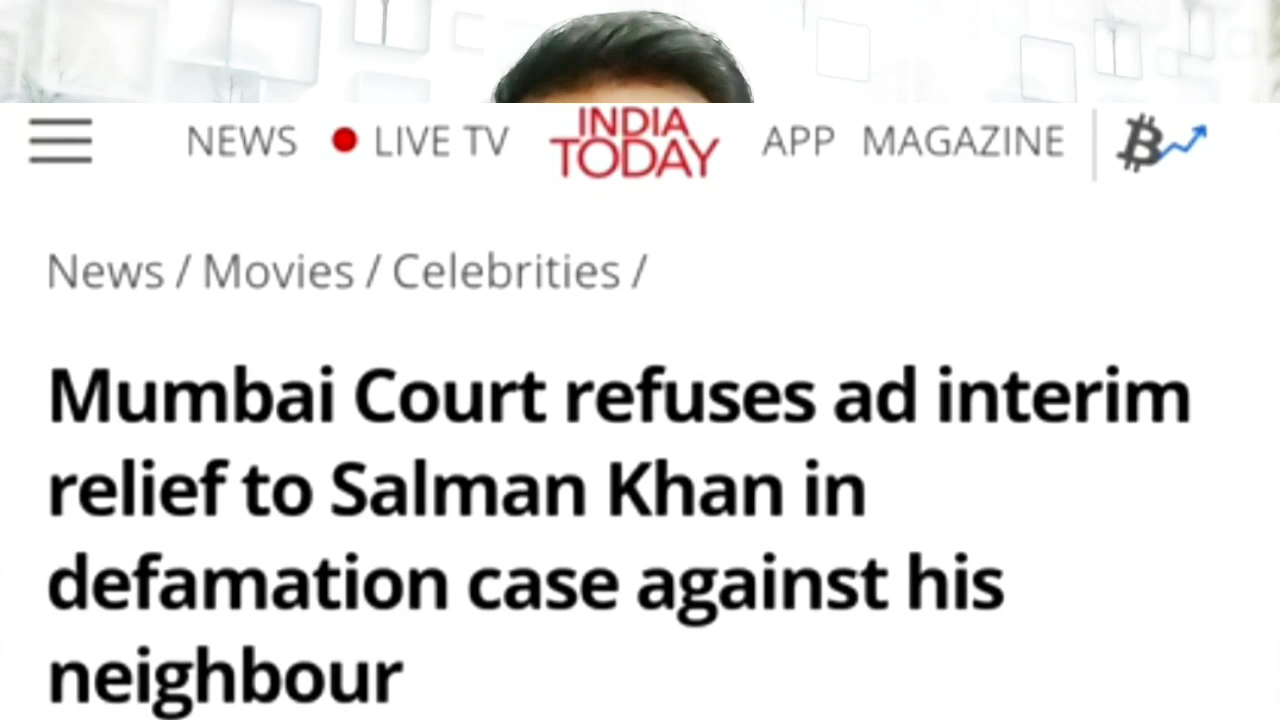 NEWS LIVE TV INDIA TODAY APP MAGAZINE
News / Movies / Celebrities /
Mumbai Court refuses ad interim
relief to Salman Khan in
defamation case against his
neighbour